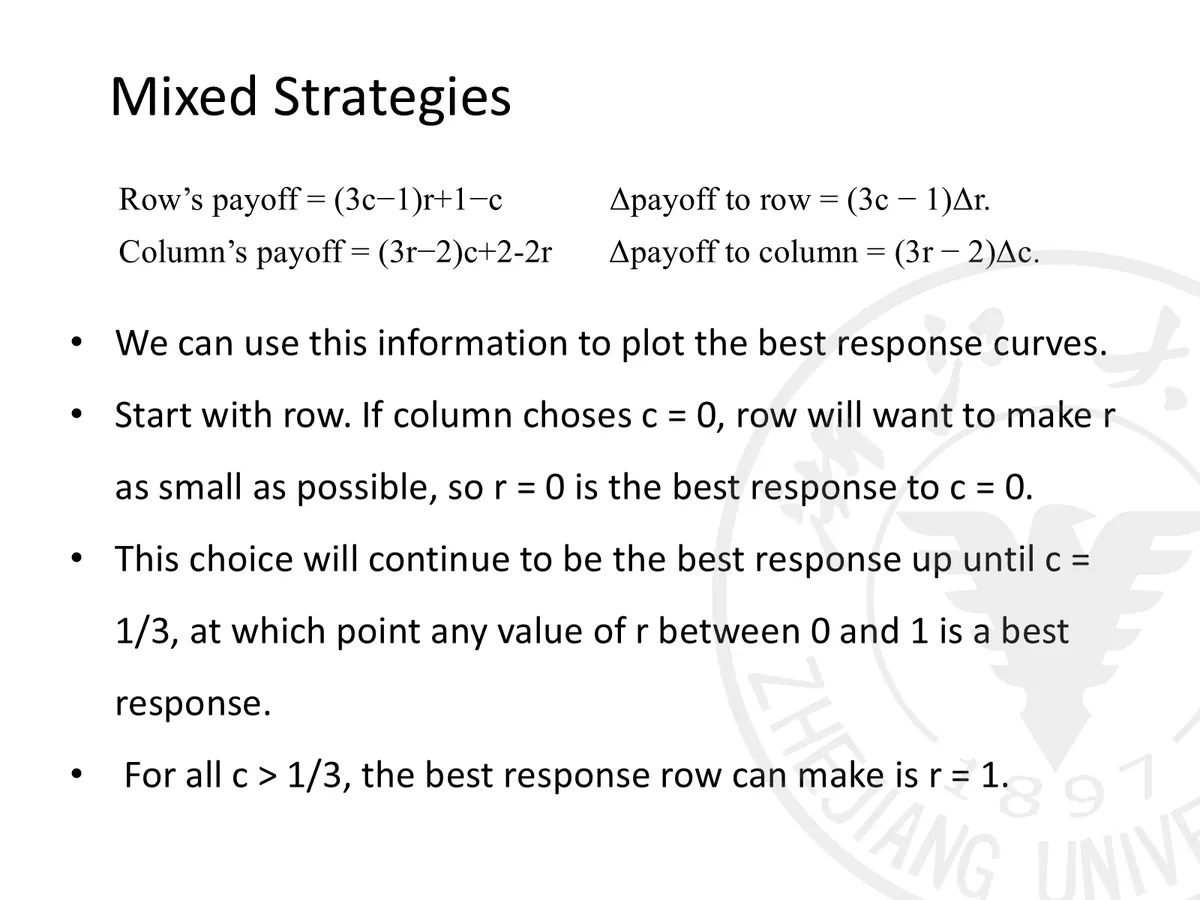 Mixed Strategies
Row’s payoff = (3c−1)r+1−c
Δpayoff to row = (3c − 1)Δr.
Column’s payoff = (3r−2)c+2-2r
Δpayoff to column = (3r − 2)Δc.
• We can use this information to plot the best response curves.
• Start with row. If column choses c = 0, row will want to make r
as small as possible, so r = 0 is the best response to c = 0.
• This choice will continue to be the best response up until c =
1/3, at which point any value of r between 0 and 1 is a best
response.
• For all c > 1/3, the best response row can make is r = 1.
1897
ZHEJIANG UNIVE